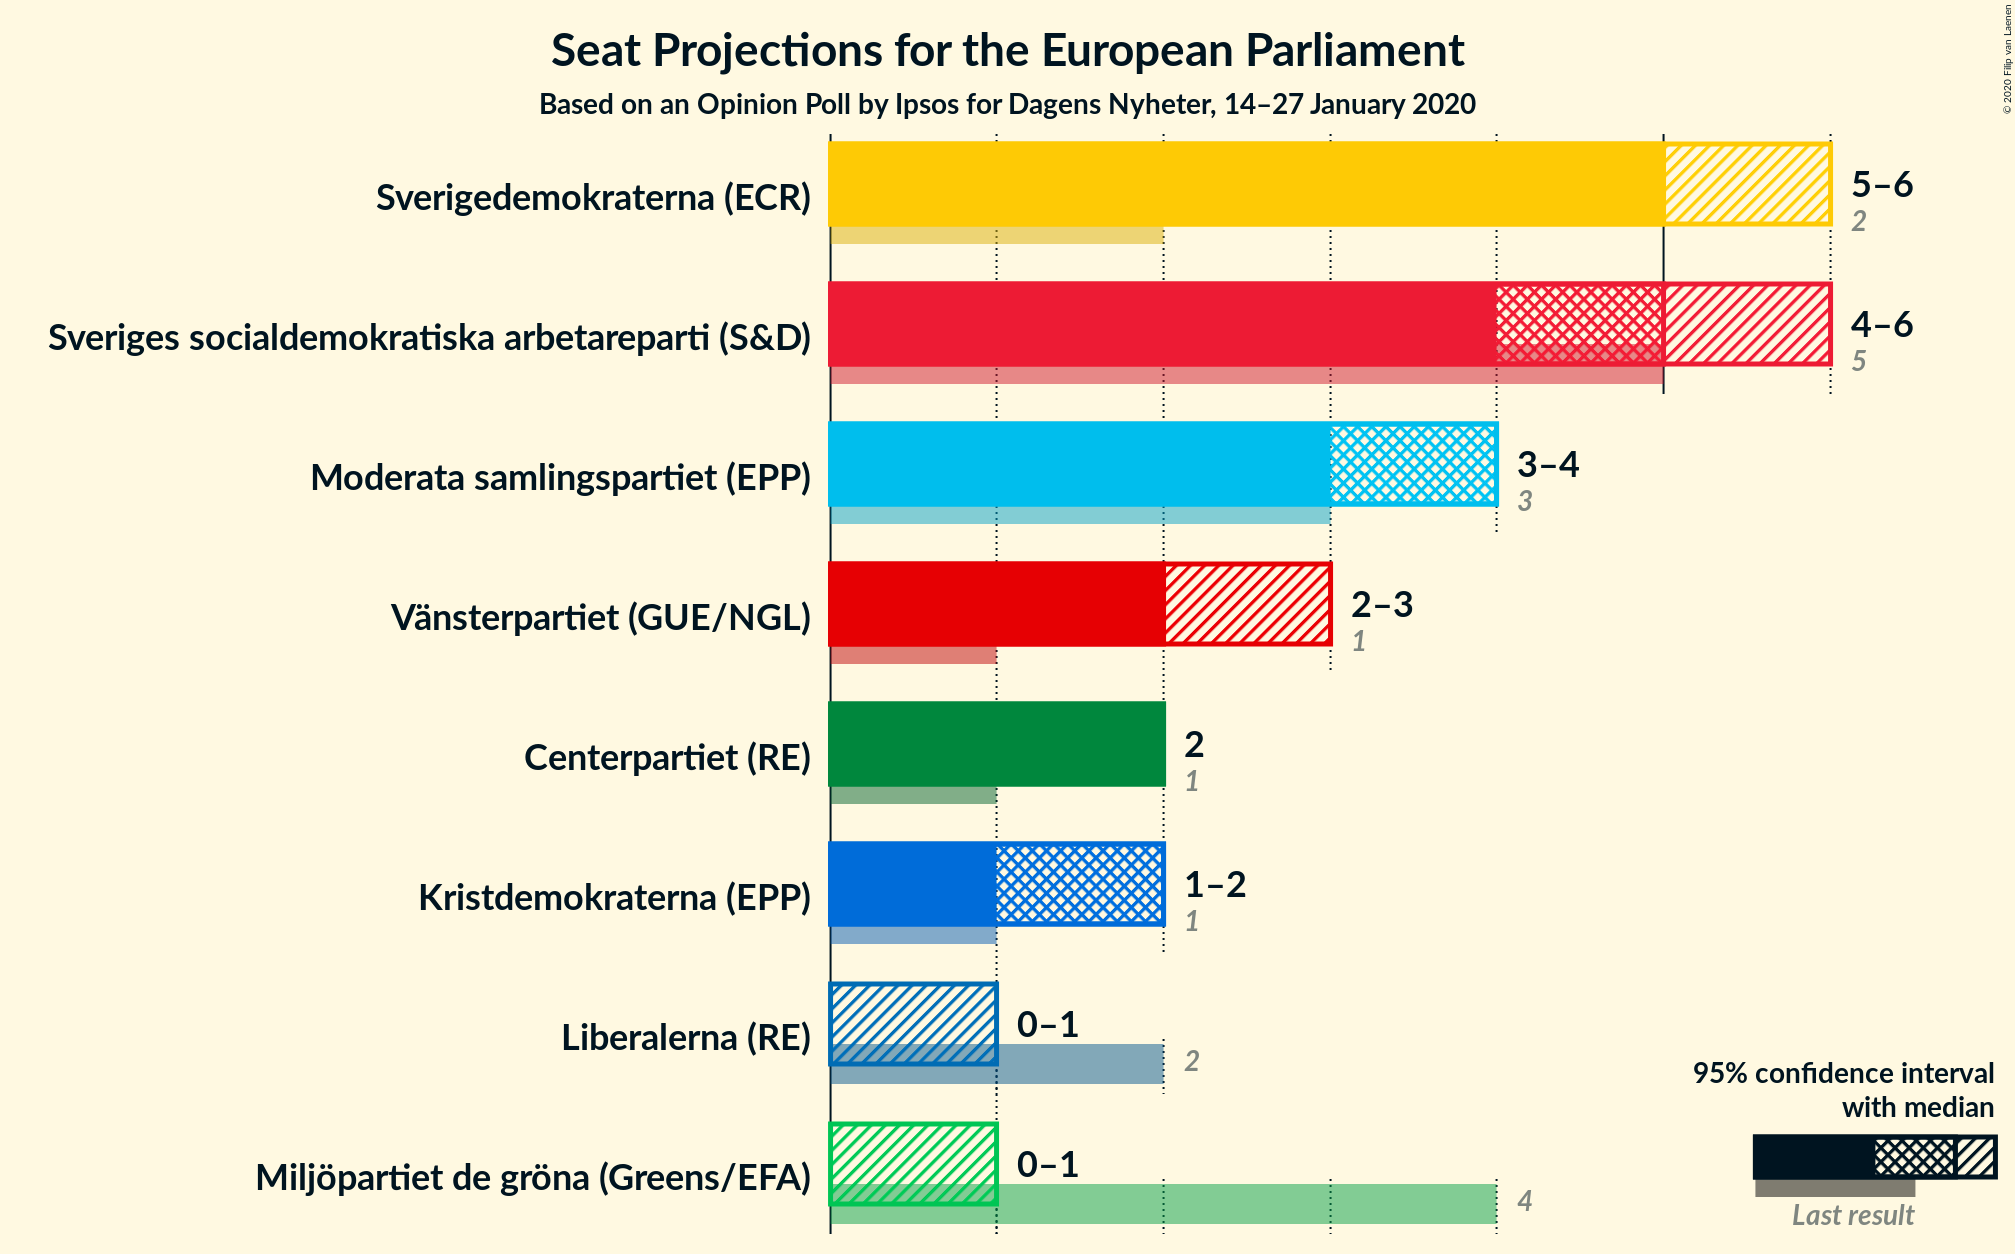 Seat Projections for the European Parliament
Based on an Opinion Poll by Ipsos for Dagens Nyheter, 14–27 January 2020
© 2020 Filip van Laenen
Sverigedemokraterna (ECR)
5–6
2
Sveriges socialdemokratiska arbetareparti (S&D)
4–6
5
Moderata samlingspartiet (EPP)
3–4
3
Vänsterpartiet (GUE/NGL)
2–3
1
Centerpartiet (RE)
2
1
Kristdemokraterna (EPP)
1–2
1
Liberalerna (RE)
0–1
2
Miljöpartiet de gröna (Greens/EFA)
0–1
4
95% confidence interval
with median
Last result